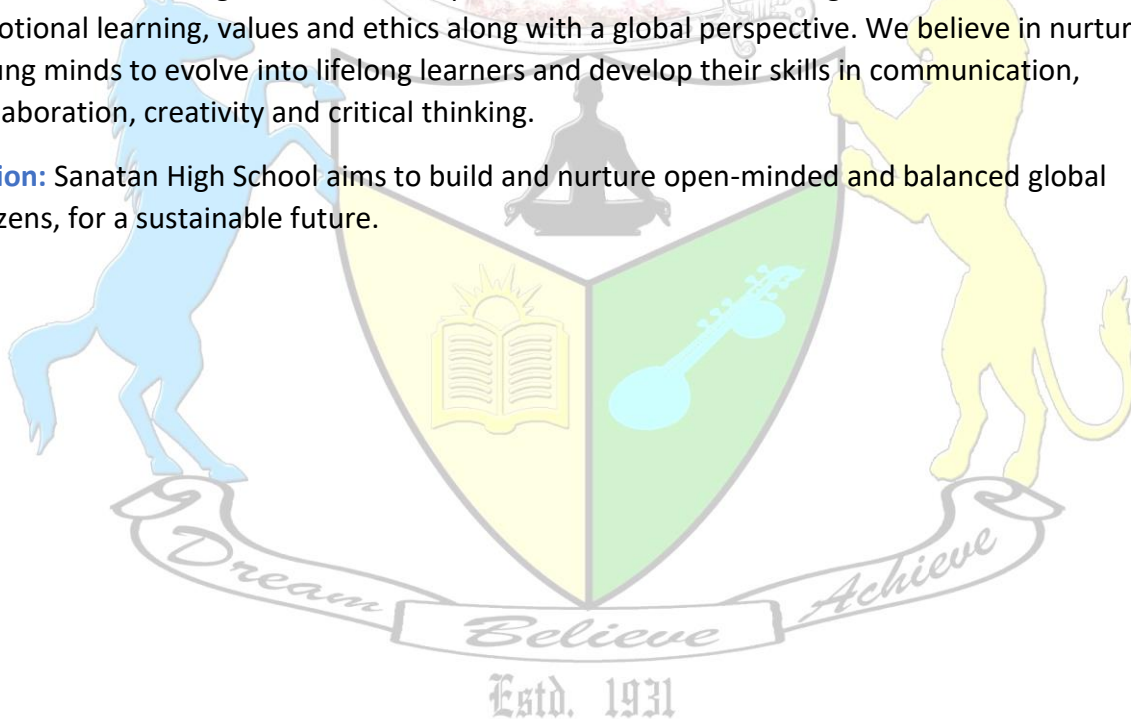 otional learning, values and ethics along with a global perspective. We believe in nurtur
ung minds to evolve into lifelong learners and develop their skills in communication,
laboration, creativity and critical thinking.
ion: Sanatan High School aims to build and nurture open-minded and balanced global
zens, for a sustainable future.
Dream
Believe
Achieve
Estd. 1931